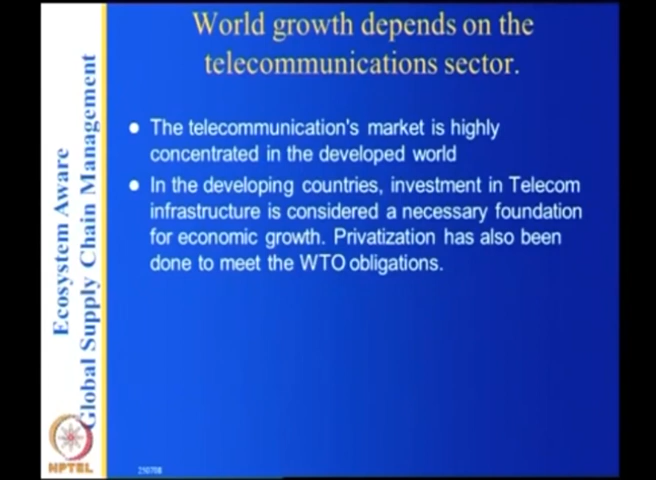 World growth depends on the
telecommunications sector.
The telecommunication's market is highly
concentrated in the developed world
In the developing countries, investment in Telecom
infrastructure is considered a necessary foundation
for economic growth. Privatization has also been
done to meet the WTO obligations.
Ecosystem Aware
Global Supply Chain Management
NPTEL
250708